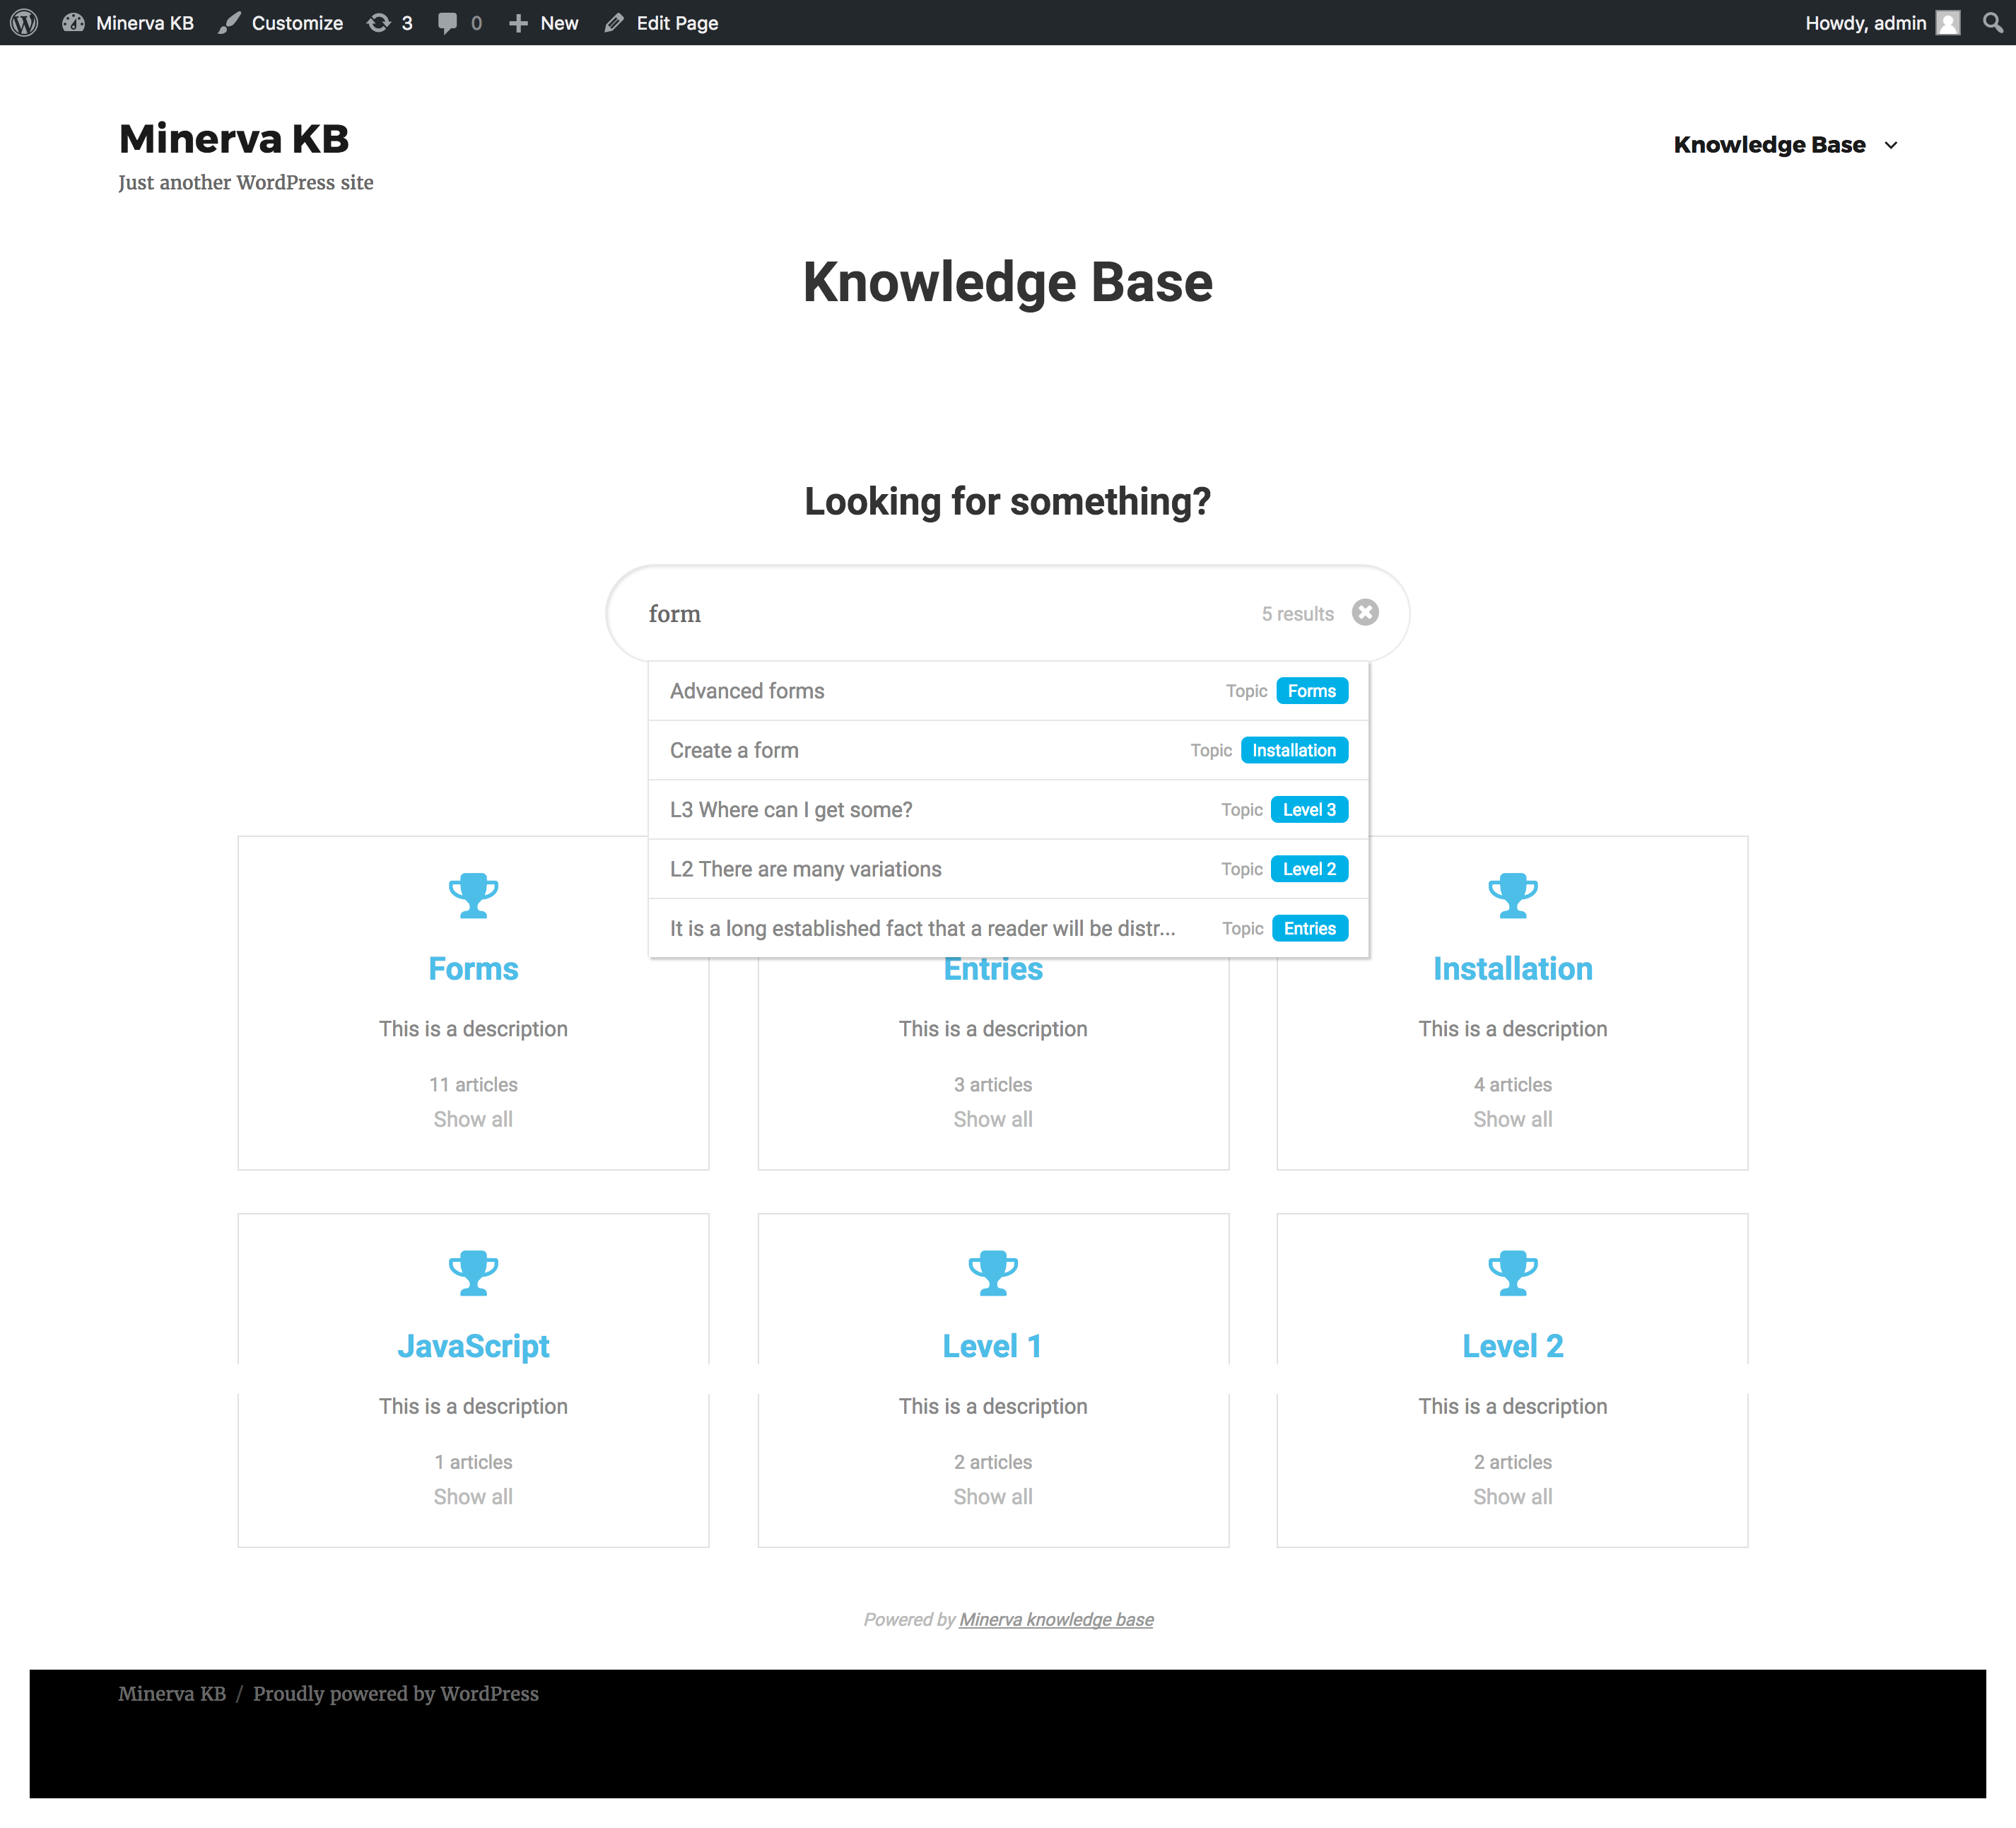 Minerva KB Customize 3 0 New Edit Page Howdy, admin
Minerva KB
Just another WordPress site
Knowledge Base
Knowledge Base
Looking for something?
form 5 results
Advanced forms Topic Forms
Create a form Topic Installation
L3 Where can I get some? Topic Level 3
L2 There are many variations Topic Level 2
It is a long established fact that a reader will be distr... Topic Entries
Forms Entries Installation
This is a description This is a description This is a description
11 articles 3 articles 4 articles
Show all Show all Show all
JavaScript Level 1 Level 2
This is a description This is a description This is a description
1 articles 2 articles 2 articles
Show all Show all Show all
Powered by Minerva knowledge base
Minerva KB / Proudly powered by WordPress